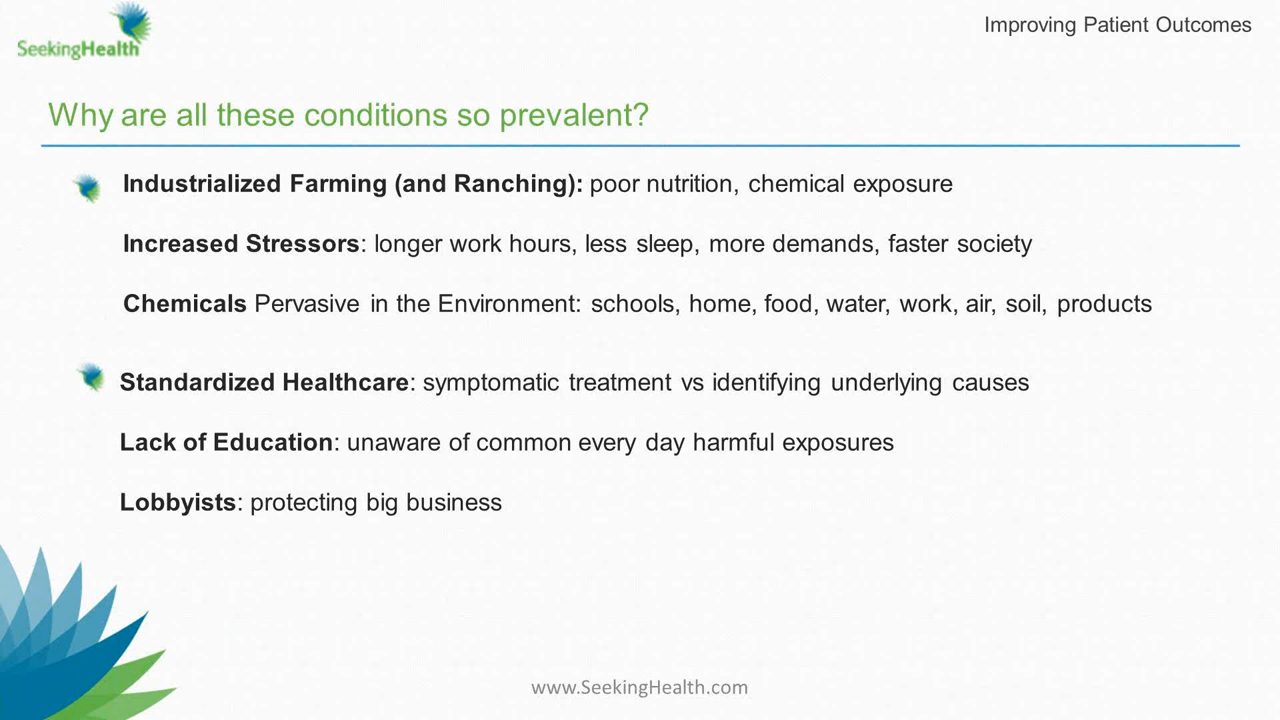 SeekingHealth
Improving Patient Outcomes
Why are all these conditions so prevalent?
Industrialized Farming (and Ranching): poor nutrition, chemical exposure
Increased Stressors: longer work hours, less sleep, more demands, faster society
Chemicals Pervasive in the Environment: schools, home, food, water, work, air, soil, products
Standardized Healthcare: symptomatic treatment vs identifying underlying causes
Lack of Education: unaware of common every day harmful exposures
Lobbyists: protecting big business
www.SeekingHealth.com